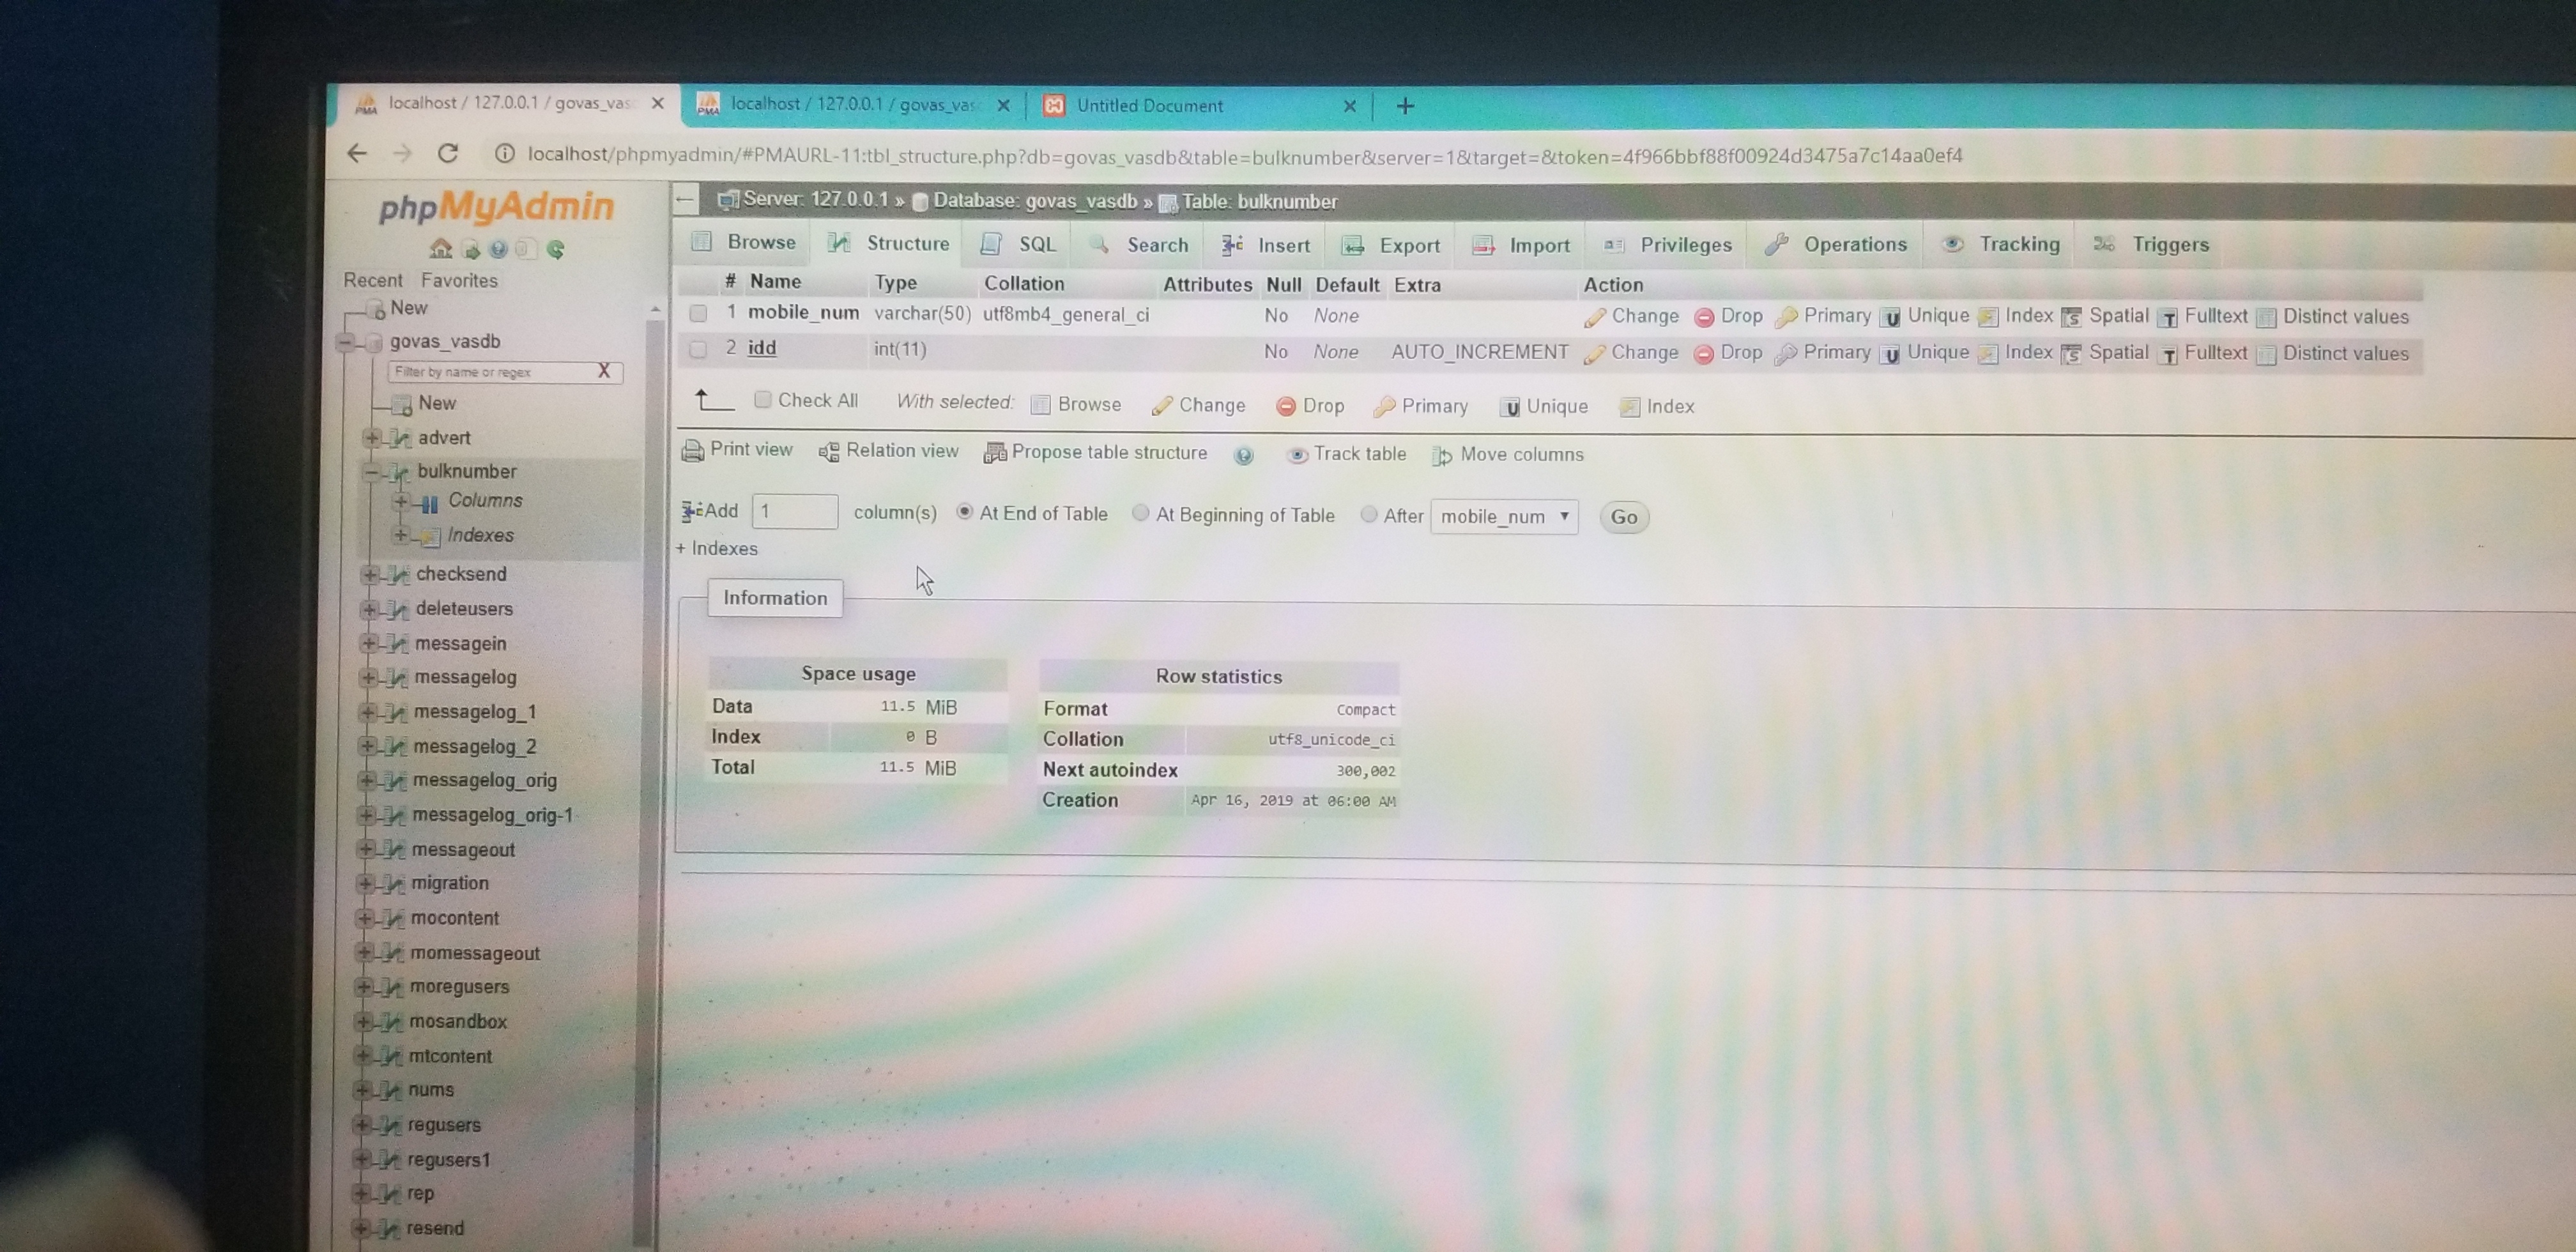 localhost / 127.0.0.1 / govas_vas
localhost / 127.0.0.1 / govas_vas
Untitled Document
localhost/phpmyadmin/#PMAURL-11:tbl_structure.php?db=govas_vasdb&table=bulknumber&server=1&target=&token=4f966bbf88f00924d3475a7c14aa0ef4
phpMyAdmin
Recent Favorites
New
govas_vasdb
Filter by name or regex X
New
advert
bulknumber
Columns
Indexes
checksend
deleteusers
messagein
messagelog
messagelog_1
messagelog_2
messagelog_orig
messagelog_orig-1
messageout
migration
mocontent
momessageout
moregusers
mosandbox
mtcontent
nums
regusers
regusers1
rep
resend
Server: 127.0.0.1 » Database: govas_vasdb » Table: bulknumber
Browse Structure SQL Search Insert Export Import Privileges Operations Tracking Triggers
# Name Type Collation Attributes Null Default Extra Action
1 mobile_num varchar(50) utf8mb4_general_ci No None Change Drop Primary Unique Index Spatial Fulltext Distinct values
2 idd int(11) No None AUTO_INCREMENT Change Drop Primary Unique Index Spatial Fulltext Distinct values
Check All With selected: Browse Change Drop Primary Unique Index
Print view Relation view Propose table structure Track table Move columns
Add 1 column(s) At End of Table At Beginning of Table After mobile_num Go
+ Indexes
Information
Space usage
Data 11.5 MiB
Index 0 B
Total 11.5 MiB
Row statistics
Format Compact
Collation utf8_unicode_ci
Next autoindex 300,002
Creation Apr 16, 2019 at 06:00 AM